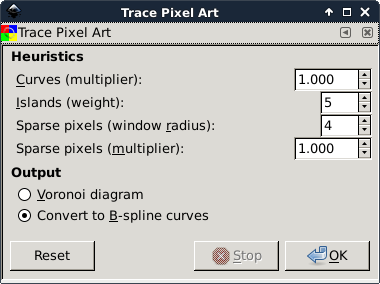 Trace Pixel Art
Trace Pixel Art
Heuristics
Curves (multiplier): 1.000
Islands (weight): 5
Sparse pixels (window radius): 4
Sparse pixels (multiplier): 1.000
Output
Voronoi diagram
Convert to B-spline curves
Reset Stop OK